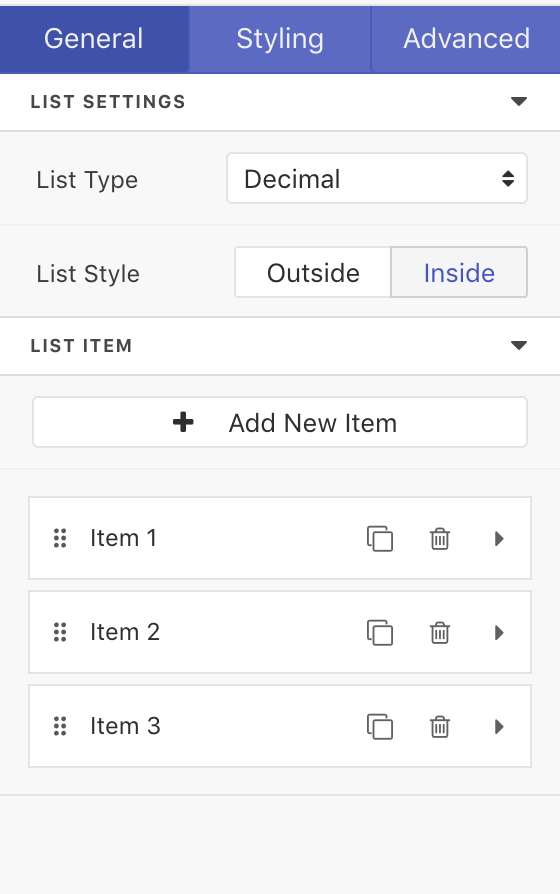 General Styling Advanced
LIST SETTINGS
List Type Decimal
List Style Outside Inside
LIST ITEM
Add New Item
Item 1
Item 2
Item 3